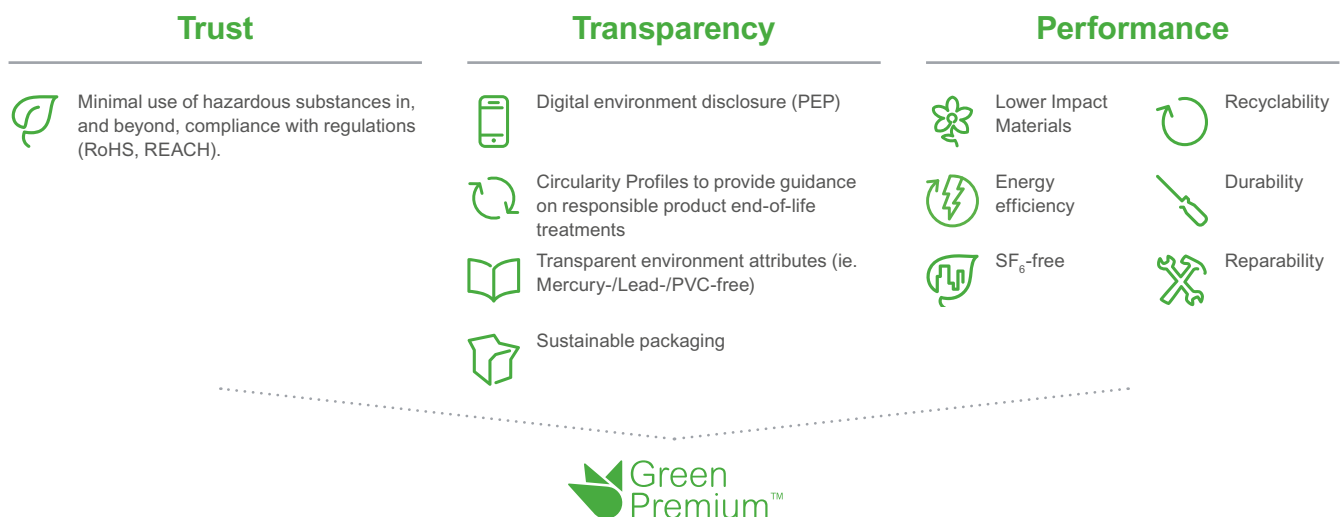 Trust
Minimal use of hazardous substances in,
and beyond, compliance with regulations
(RoHS, REACH).
Transparency
Digital environment disclosure (PEP)
Circularity Profiles to provide guidance
on responsible product end-of-life
treatments
Transparent environment attributes (ie.
Mercury-/Lead-/PVC-free)
Sustainable packaging
Performance
Lower Impact
Materials
Recyclability
Energy
efficiency
Durability
SF₆-free
Reparability
Green
Premium™